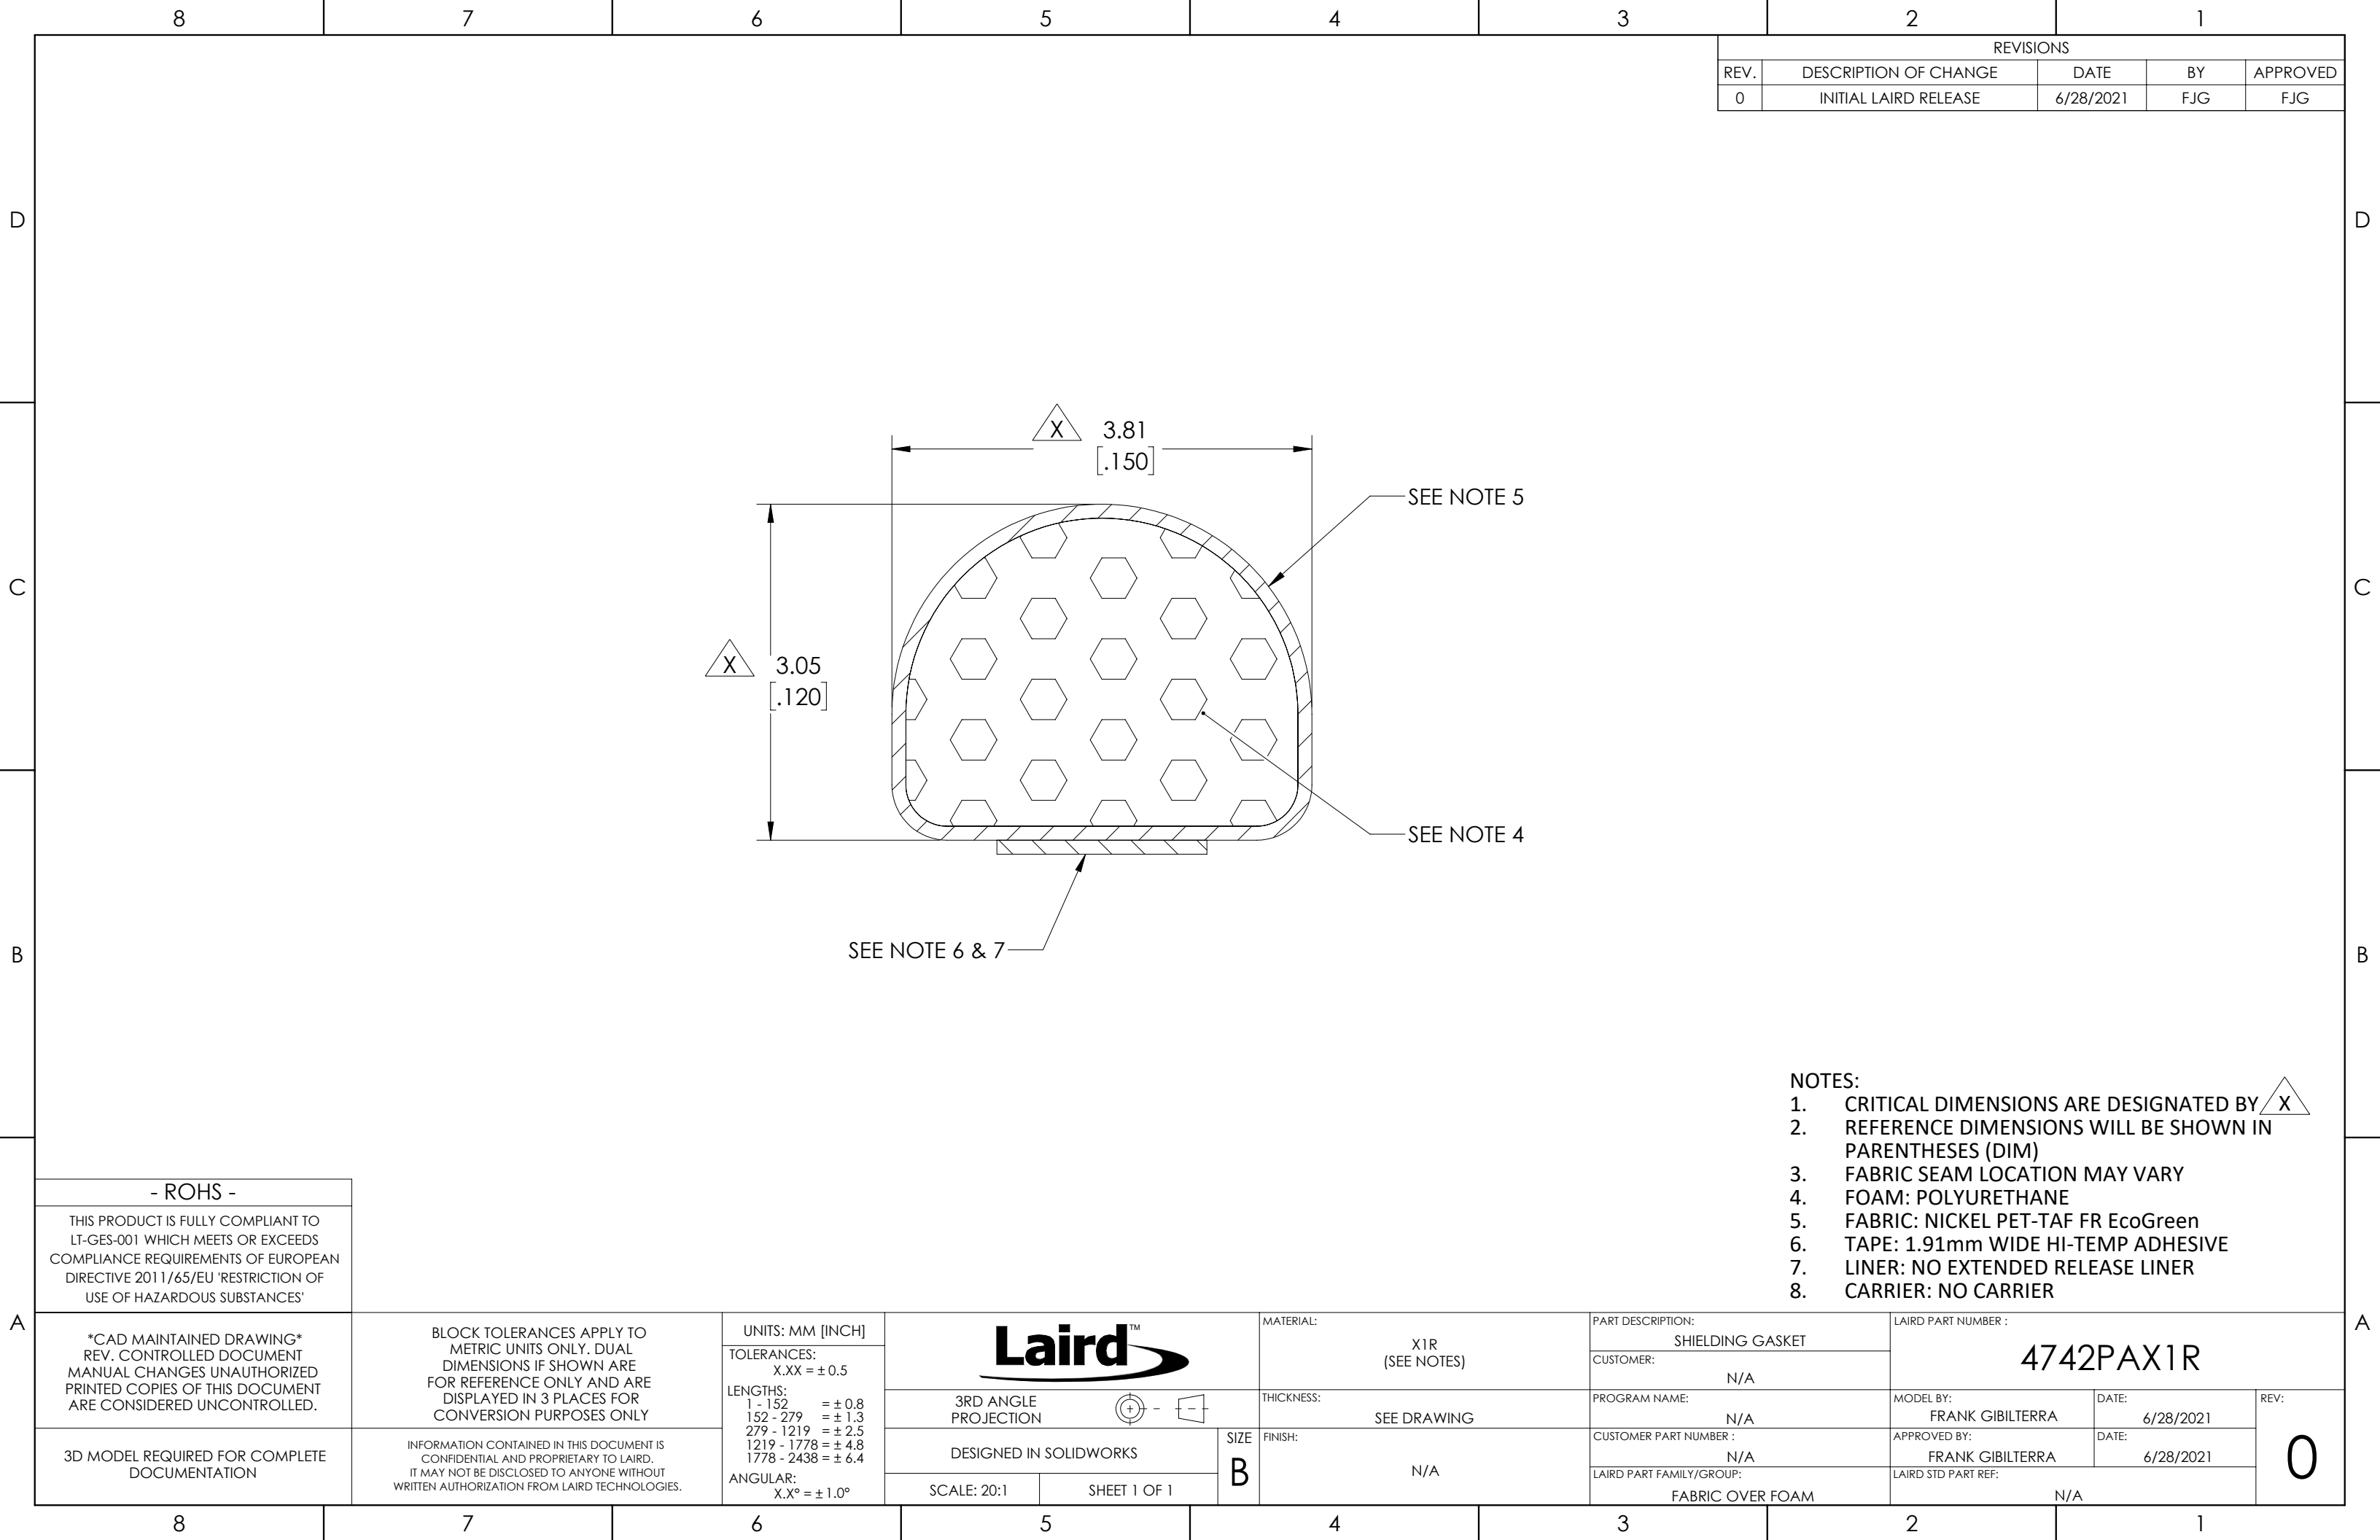 8 7 6 5 4 3 2 1
REVISIONS
REV. DESCRIPTION OF CHANGE DATE BY APPROVED
0 INITIAL LAIRD RELEASE 6/28/2021 FJG FJG
D D
X 3.81
[.150]
SEE NOTE 5
C C
X 3.05
[.120]
SEE NOTE 4
SEE NOTE 6 & 7
B B
NOTES:
1. CRITICAL DIMENSIONS ARE DESIGNATED BY X
2. REFERENCE DIMENSIONS WILL BE SHOWN IN
PARENTHESES (DIM)
3. FABRIC SEAM LOCATION MAY VARY
4. FOAM: POLYURETHANE
5. FABRIC: NICKEL PET-TAF FR EcoGreen
6. TAPE: 1.91mm WIDE HI-TEMP ADHESIVE
7. LINER: NO EXTENDED RELEASE LINER
8. CARRIER: NO CARRIER
- ROHS -
THIS PRODUCT IS FULLY COMPLIANT TO
LT-GES-001 WHICH MEETS OR EXCEEDS
COMPLIANCE REQUIREMENTS OF EUROPEAN
DIRECTIVE 2011/65/EU 'RESTRICTION OF
USE OF HAZARDOUS SUBSTANCES'
A A
*CAD MAINTAINED DRAWING*
REV. CONTROLLED DOCUMENT
MANUAL CHANGES UNAUTHORIZED
PRINTED COPIES OF THIS DOCUMENT
ARE CONSIDERED UNCONTROLLED.
3D MODEL REQUIRED FOR COMPLETE
DOCUMENTATION
BLOCK TOLERANCES APPLY TO
METRIC UNITS ONLY. DUAL
DIMENSIONS IF SHOWN ARE
FOR REFERENCE ONLY AND ARE
DISPLAYED IN 3 PLACES FOR
CONVERSION PURPOSES ONLY
INFORMATION CONTAINED IN THIS DOCUMENT IS
CONFIDENTIAL AND PROPRIETARY TO LAIRD.
IT MAY NOT BE DISCLOSED TO ANYONE WITHOUT
WRITTEN AUTHORIZATION FROM LAIRD TECHNOLOGIES.
UNITS: MM [INCH]
TOLERANCES:
X.XX = ± 0.5
LENGTHS:
1 - 152 = ± 0.8
152 - 279 = ± 1.3
279 - 1219 = ± 2.5
1219 - 1778 = ± 4.8
1778 - 2438 = ± 6.4
ANGULAR:
X.Xº = ± 1.0º
Laird™
3RD ANGLE
PROJECTION
DESIGNED IN SOLIDWORKS
SCALE: 20:1 SHEET 1 OF 1
SIZE
B
MATERIAL:
X1R
(SEE NOTES)
THICKNESS:
SEE DRAWING
FINISH:
N/A
PART DESCRIPTION:
SHIELDING GASKET
CUSTOMER:
N/A
PROGRAM NAME:
N/A
CUSTOMER PART NUMBER :
N/A
LAIRD PART FAMILY/GROUP:
FABRIC OVER FOAM
LAIRD PART NUMBER :
4742PAX1R
MODEL BY: DATE:
FRANK GIBILTERRA 6/28/2021
APPROVED BY: DATE:
FRANK GIBILTERRA 6/28/2021
LAIRD STD PART REF:
N/A
REV:
0
8 7 6 5 4 3 2 1